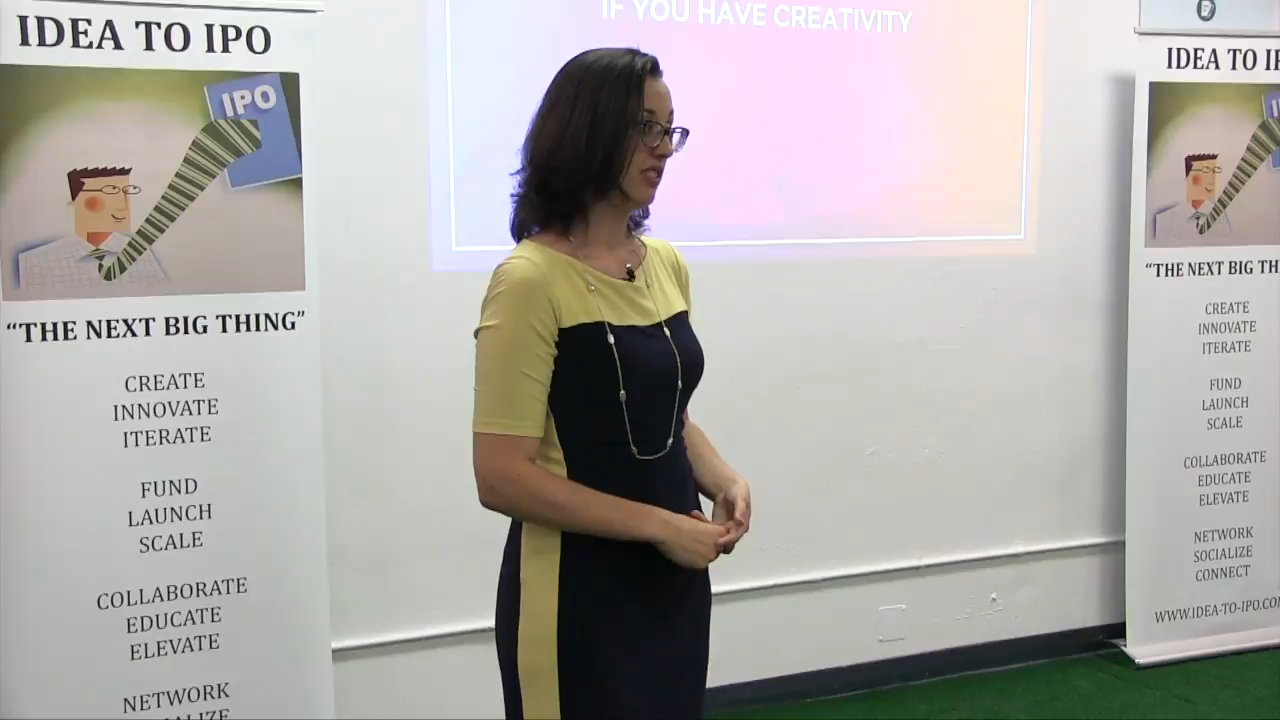 IDEA TO IPO
IPO
"THE NEXT BIG THING"
CREATE
INNOVATE
ITERATE
FUND
LAUNCH
SCALE
COLLABORATE
EDUCATE
ELEVATE
NETWORK
IF YOU HAVE CREATIVITY
IDEA TO
"THE NEXT BIG
CREATE
INNOVATE
ITERATE
FUND
LAUNCH
SCALE
COLLABORATE
EDUCATE
ELEVATE
NETWORK
SOCIALIZE
CONNECT
WWW.IDEA-TO-IPO.CO